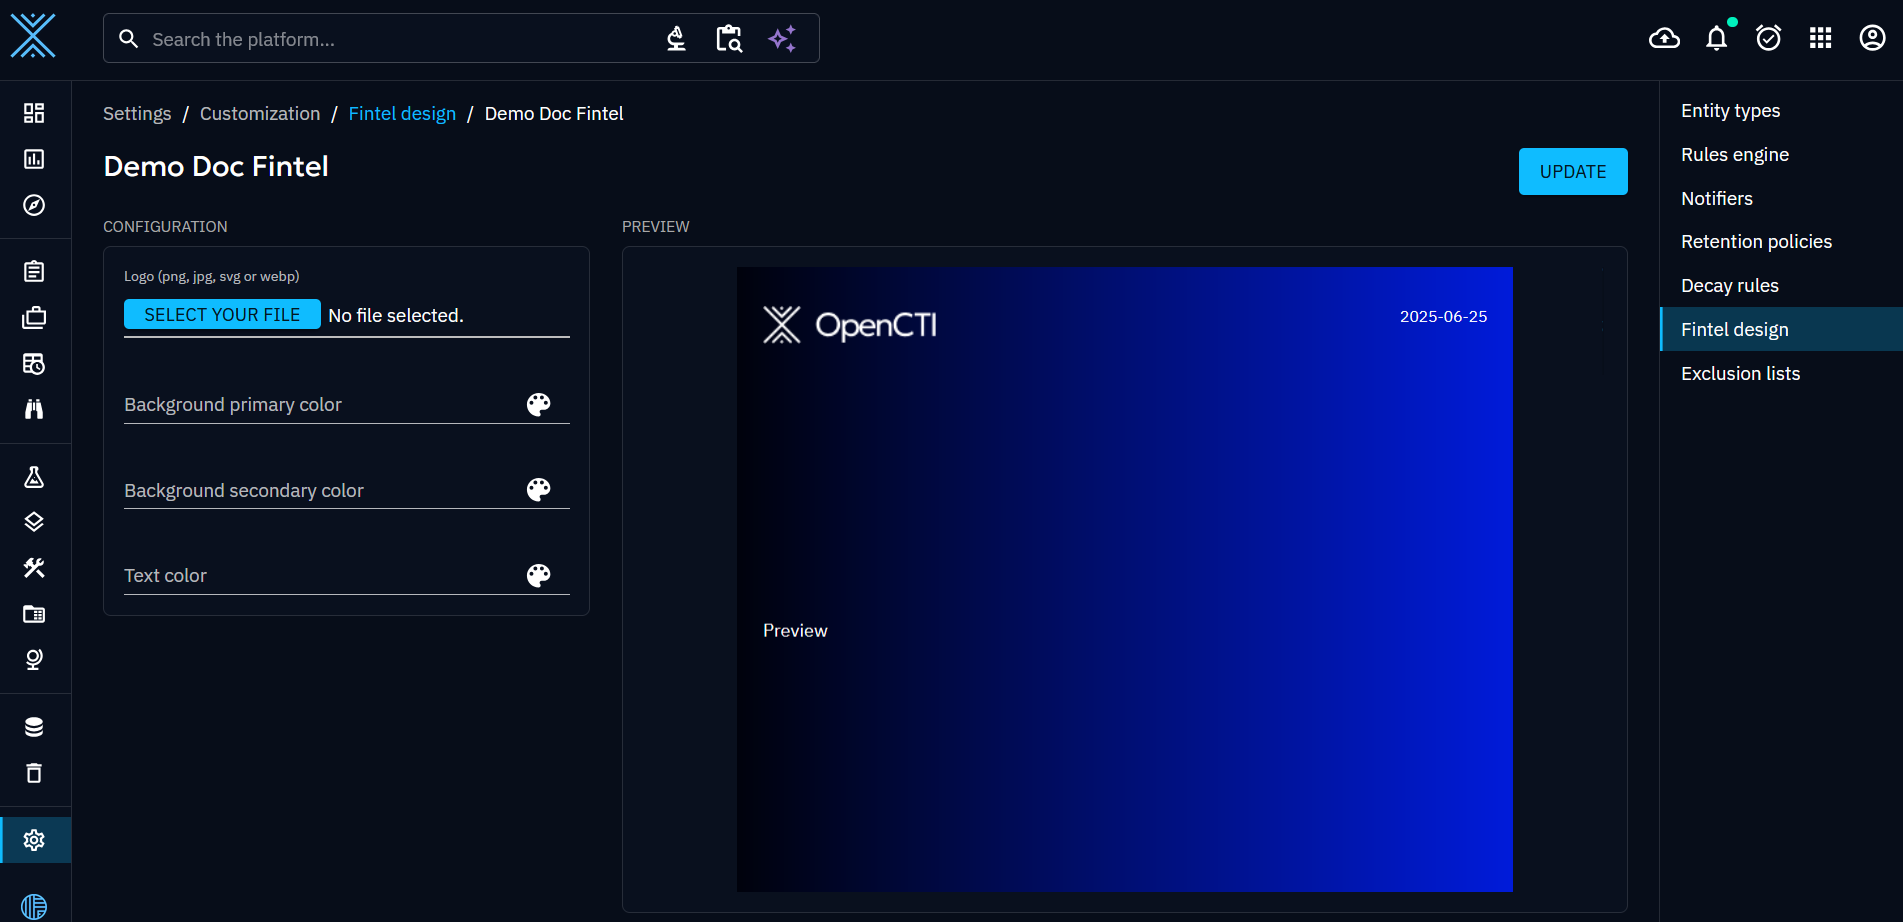 Search the platform...
Settings / Customization / Fintel design / Demo Doc Fintel
Demo Doc Fintel
UPDATE
CONFIGURATION
Logo (png, jpg, svg or webp)
SELECT YOUR FILE No file selected.
Background primary color
Background secondary color
Text color
PREVIEW
OpenCTI
2025-06-25
Preview
Entity types
Rules engine
Notifiers
Retention policies
Decay rules
Fintel design
Exclusion lists